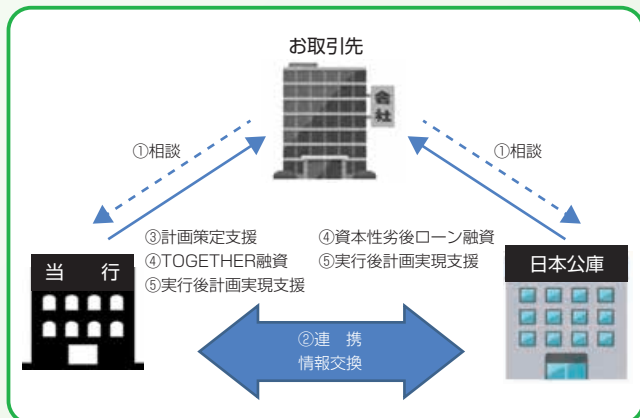 お取引先
会社
①相談
①相談
③計画策定支援
④TOGETHER融資
⑤実行後計画実現支援
④資本性劣後ローン融資
⑤実行後計画実現支援
当　行
日本公庫
②連　携
情報交換